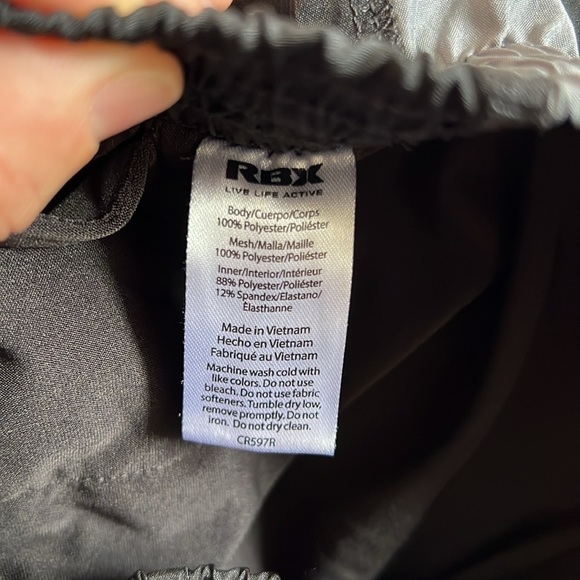 RBX
LIVE LIFE ACTIVE
Body/Cuerpo/Corps
100% Polyester/Poliéster
Mesh/Malla/Maille
100% Polyester/Poliéster
Inner/Interior/Intérieur
88% Polyester/Poliéster
12% Spandex/Elastano/
Élasthanne
Made in Vietnam
Hecho en Vietnam
Fabriqué au Vietnam
Machine wash cold with
like colors. Do not use
bleach. Do not use fabric
softeners. Tumble dry low,
remove promptly. Do not
iron. Do not dry clean.
CR597R